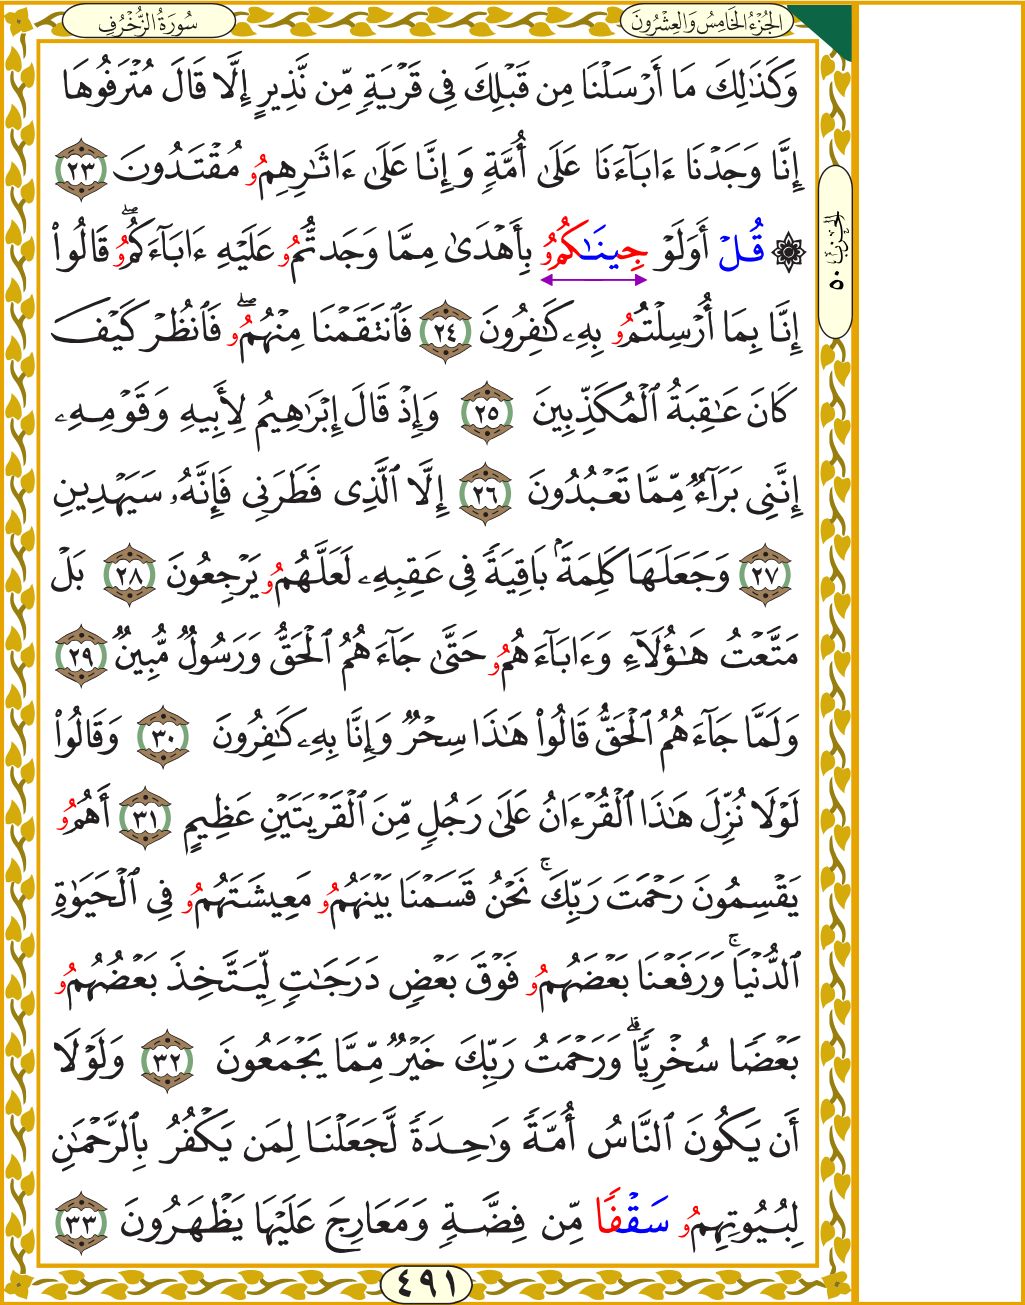 سُورَةُ الزُّخْرُفِ
الجُزْءُ الخَامِسُ وَالعِشْرُونَ
وَكَذَٰلِكَ مَا أَرْسَلْنَا مِن قَبْلِكَ فِى قَرْيَةٍ مِّن نَّذِيرٍ إِلَّا قَالَ مُتْرَفُوهَا
إِنَّا وَجَدْنَا ءَابَآءَنَا عَلَىٰ أُمَّةٍ وَإِنَّا عَلَىٰ ءَاثَٰرِهِمُو مُقْتَدُونَ ٢٣
۞ قُلْ أَوَلَوْ جِينَٰكُمُو بِأَهْدَىٰ مِمَّا وَجَدتُّمُو عَلَيْهِ ءَابَآءَكُمُو ۖ قَالُواْ
إِنَّا بِمَا أُرْسِلْتُمُو بِهِۦ كَٰفِرُونَ ٢٤ فَٱنتَقَمْنَا مِنْهُمُو ۖ فَٱنظُرْ كَيْفَ
كَانَ عَٰقِبَةُ ٱلْمُكَذِّبِينَ ٢٥ وَإِذْ قَالَ إِبْرَٰهِيمُ لِأَبِيهِ وَقَوْمِهِۦ
إِنَّنِى بَرَآءٌ مِّمَّا تَعْبُدُونَ ٢٦ إِلَّا ٱلَّذِى فَطَرَنِى فَإِنَّهُۥ سَيَهْدِينِ
٢٧ وَجَعَلَهَا كَلِمَةَۢ بَاقِيَةً فِى عَقِبِهِۦ لَعَلَّهُمُو يَرْجِعُونَ ٢٨ بَلْ
مَتَّعْتُ هَٰٓؤُلَآءِ وَءَابَآءَهُمُو حَتَّىٰ جَآءَهُمُ ٱلْحَقُّ وَرَسُولٌ مُّبِينٌ ٢٩
وَلَمَّا جَآءَهُمُ ٱلْحَقُّ قَالُواْ هَٰذَا سِحْرٌ وَإِنَّا بِهِۦ كَٰفِرُونَ ٣٠ وَقَالُواْ
لَوْلَا نُزِّلَ هَٰذَا ٱلْقُرْءَانُ عَلَىٰ رَجُلٍ مِّنَ ٱلْقَرْيَتَيْنِ عَظِيمٍ ٣١ أَهُمُو
يَقْسِمُونَ رَحْمَتَ رَبِّكَ ۚ نَحْنُ قَسَمْنَا بَيْنَهُمُو مَعِيشَتَهُمُو فِى ٱلْحَيَوٰةِ
ٱلدُّنْيَا ۚ وَرَفَعْنَا بَعْضَهُمُو فَوْقَ بَعْضٍ دَرَجَٰتٍ لِّيَتَّخِذَ بَعْضُهُمُو
بَعْضًا سُخْرِيًّا ۗ وَرَحْمَتُ رَبِّكَ خَيْرٌ مِّمَّا يَجْمَعُونَ ٣٢ وَلَوْلَا
أَن يَكُونَ ٱلنَّاسُ أُمَّةً وَٰحِدَةً لَّجَعَلْنَا لِمَن يَكْفُرُ بِٱلرَّحْمَٰنِ
لِبُيُوتِهِمُو سَقْفًا مِّن فِضَّةٍ وَمَعَارِجَ عَلَيْهَا يَظْهَرُونَ ٣٣
الحزب ٥٠
٤٩١